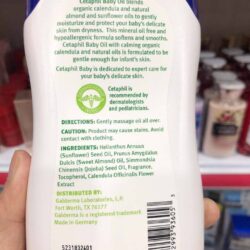 Cetaphil Baby Oil blends
organic calendula and natural
almond and sunflower oils to gently
moisturize and protect your baby's delicate
skin from dryness. This mineral oil free and
hypoallergenic formula softens and smooths.
Cetaphil Baby Oil with calming organic
calendula and natural oils is formulated to be
gentle enough for infant's skin.
Cetaphil Baby is dedicated to expert care for
your baby's delicate skin.
Cetaphil is
recommended by
dermatologists
and pediatricians.
DIRECTIONS: Gently massage oil all over.
CAUTION: Product may cause stains. Avoid
contact with clothing.
INGREDIENTS: Helianthus Annuus
(Sunflower) Seed Oil, Prunus Amygdalus
Dulcis (Sweet Almond) Oil, Simmondsia
Chinensis (Jojoba) Seed Oil, Fragrance,
Tocopherol, Calendula Officinalis Flower
Extract
DISTRIBUTED BY:
Galderma Laboratories, L.P.
Fort Worth, TX 76177
Galderma is a registered trademark
Made in Germany